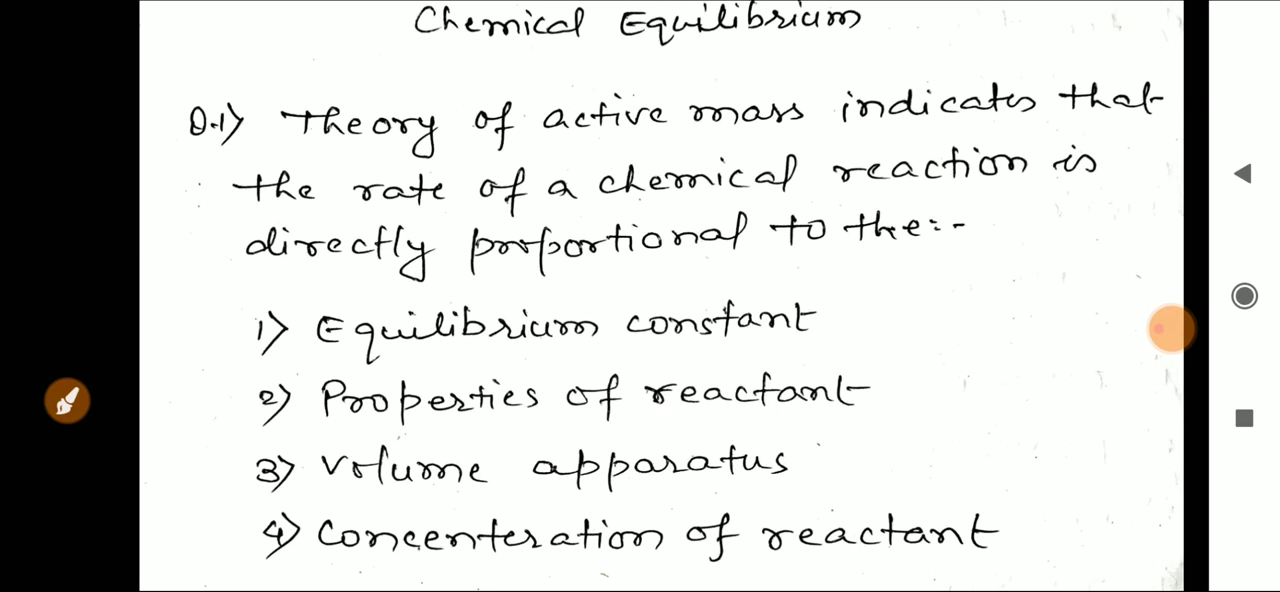 Chemical Equilibrium
Q.1) Theory of active mass indicates that
the rate of a chemical reaction is
directly proportional to the:-
1) Equilibrium constant
2) Properties of reactant
3) Volume apparatus
4) Concenteration of reactant